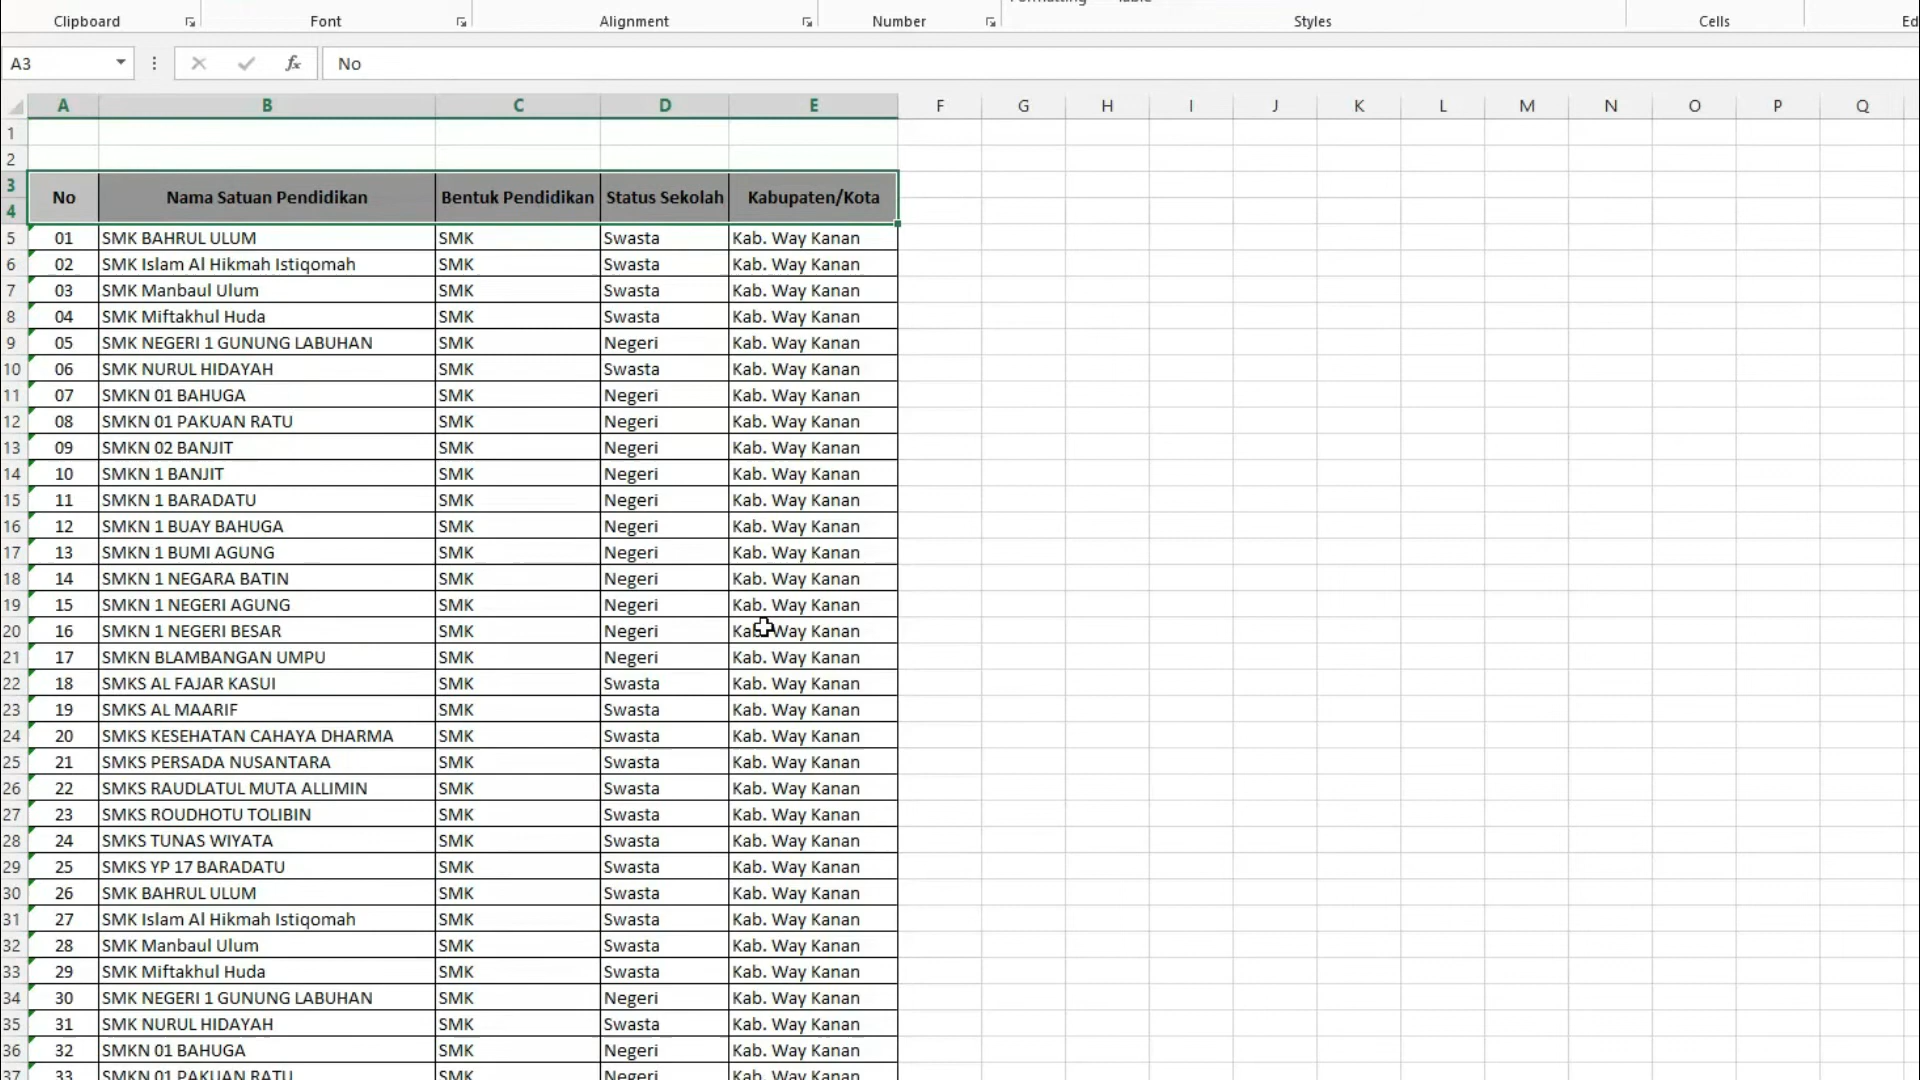 Formatting Table
Clipboard Font Alignment Number Styles Cells Ed
A3 fx No
A B C D E F G H I J K L M N O P Q
1
2
3 4 No Nama Satuan Pendidikan Bentuk Pendidikan Status Sekolah Kabupaten/Kota
5 01 SMK BAHRUL ULUM SMK Swasta Kab. Way Kanan
6 02 SMK Islam Al Hikmah Istiqomah SMK Swasta Kab. Way Kanan
7 03 SMK Manbaul Ulum SMK Swasta Kab. Way Kanan
8 04 SMK Miftakhul Huda SMK Swasta Kab. Way Kanan
9 05 SMK NEGERI 1 GUNUNG LABUHAN SMK Negeri Kab. Way Kanan
10 06 SMK NURUL HIDAYAH SMK Swasta Kab. Way Kanan
11 07 SMKN 01 BAHUGA SMK Negeri Kab. Way Kanan
12 08 SMKN 01 PAKUAN RATU SMK Negeri Kab. Way Kanan
13 09 SMKN 02 BANJIT SMK Negeri Kab. Way Kanan
14 10 SMKN 1 BANJIT SMK Negeri Kab. Way Kanan
15 11 SMKN 1 BARADATU SMK Negeri Kab. Way Kanan
16 12 SMKN 1 BUAY BAHUGA SMK Negeri Kab. Way Kanan
17 13 SMKN 1 BUMI AGUNG SMK Negeri Kab. Way Kanan
18 14 SMKN 1 NEGARA BATIN SMK Negeri Kab. Way Kanan
19 15 SMKN 1 NEGERI AGUNG SMK Negeri Kab. Way Kanan
20 16 SMKN 1 NEGERI BESAR SMK Negeri Kab. Way Kanan
21 17 SMKN BLAMBANGAN UMPU SMK Negeri Kab. Way Kanan
22 18 SMKS AL FAJAR KASUI SMK Swasta Kab. Way Kanan
23 19 SMKS AL MAARIF SMK Swasta Kab. Way Kanan
24 20 SMKS KESEHATAN CAHAYA DHARMA SMK Swasta Kab. Way Kanan
25 21 SMKS PERSADA NUSANTARA SMK Swasta Kab. Way Kanan
26 22 SMKS RAUDLATUL MUTA ALLIMIN SMK Swasta Kab. Way Kanan
27 23 SMKS ROUDHOTU TOLIBIN SMK Swasta Kab. Way Kanan
28 24 SMKS TUNAS WIYATA SMK Swasta Kab. Way Kanan
29 25 SMKS YP 17 BARADATU SMK Swasta Kab. Way Kanan
30 26 SMK BAHRUL ULUM SMK Swasta Kab. Way Kanan
31 27 SMK Islam Al Hikmah Istiqomah SMK Swasta Kab. Way Kanan
32 28 SMK Manbaul Ulum SMK Swasta Kab. Way Kanan
33 29 SMK Miftakhul Huda SMK Swasta Kab. Way Kanan
34 30 SMK NEGERI 1 GUNUNG LABUHAN SMK Negeri Kab. Way Kanan
35 31 SMK NURUL HIDAYAH SMK Swasta Kab. Way Kanan
36 32 SMKN 01 BAHUGA SMK Negeri Kab. Way Kanan
37 33 SMKN 01 PAKUAN RATU SMK Negeri Kab. Way Kanan